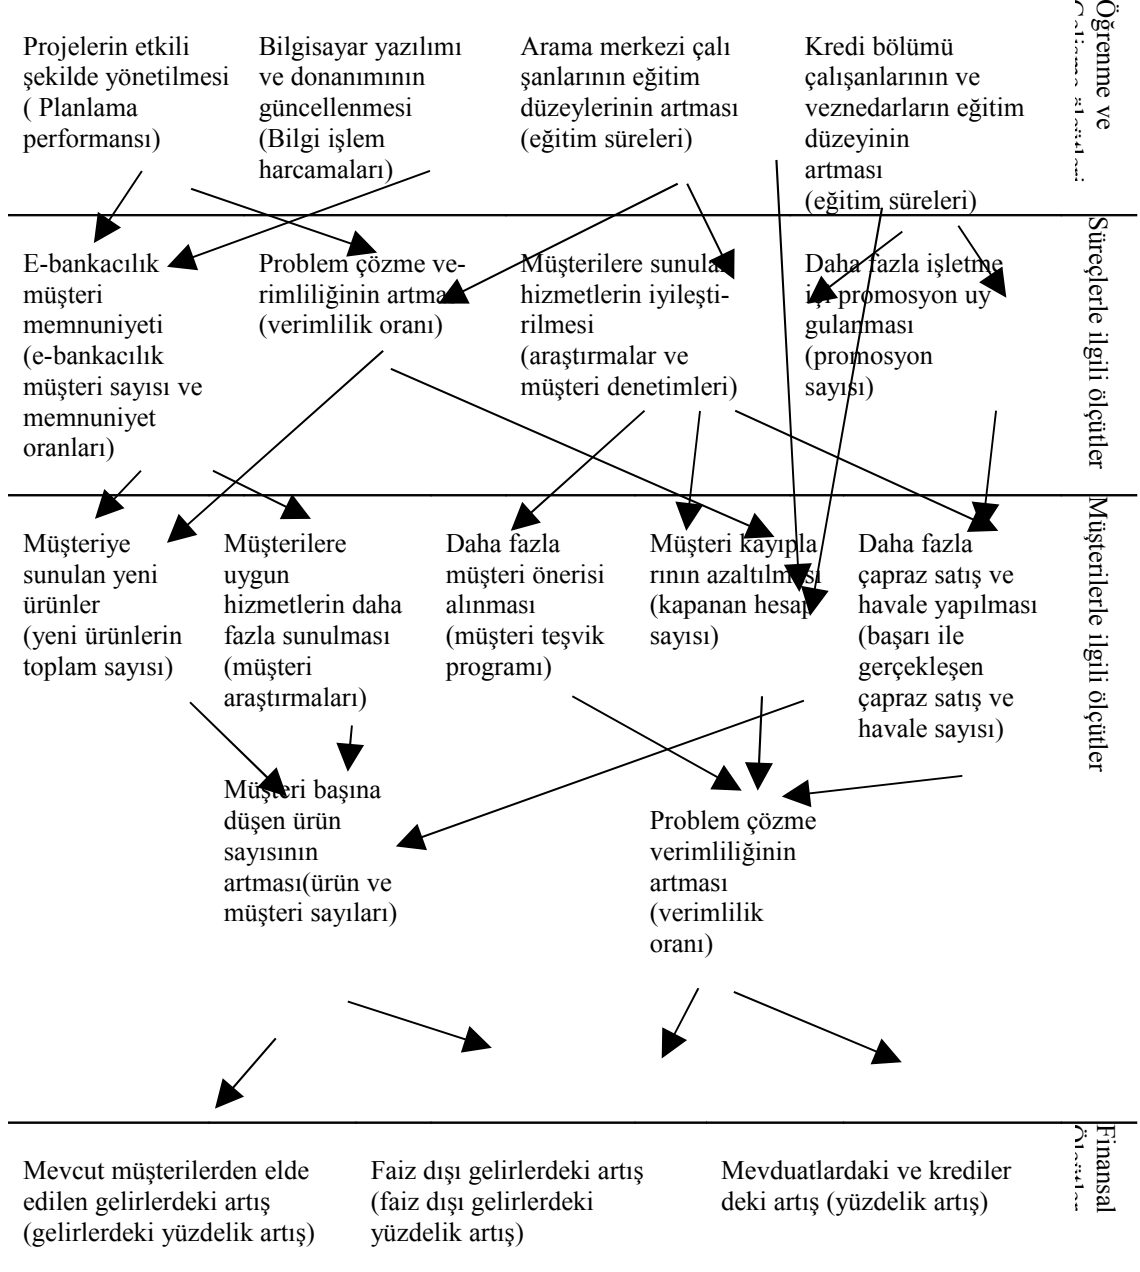 Projelerin etkili
şekilde yönetilmesi
( Planlama
performansı)
Bilgisayar yazılımı
ve donanımının
güncellenmesi
(Bilgi işlem
harcamaları)
Arama merkezi çalı
şanlarının eğitim
düzeylerinin artması
(eğitim süreleri)
Kredi bölümü
çalışanlarının ve
veznedarların eğitim
düzeyinin
artması
(eğitim süreleri)
Öğrenme ve
E-bankacılık
müşteri
memnuniyeti
(e-bankacılık
müşteri sayısı ve
memnuniyet
oranları)
Problem çözme ve-
rimliliğinin artması
(verimlilik oranı)
Müşterilere sunulan
hizmetlerin iyileşti-
rilmesi
(araştırmalar ve
müşteri denetimleri)
Daha fazla işletme
içi promosyon uy
gulanması
(promosyon
sayısı)
Süreçlerle ilgili ölçütler
Müşteriye
sunulan yeni
ürünler
(yeni ürünlerin
toplam sayısı)
Müşterilere
uygun
hizmetlerin daha
fazla sunulması
(müşteri
araştırmaları)
Daha fazla
müşteri önerisi
alınması
(müşteri teşvik
programı)
Müşteri kayıpla
rının azaltılması
(kapanan hesap
sayısı)
Daha fazla
çapraz satış ve
havale yapılması
(başarı ile
gerçekleşen
çapraz satış ve
havale sayısı)
Müşterilerle ilgili ölçütler
Müşteri başına
düşen ürün
sayısının
artması(ürün ve
müşteri sayıları)
Problem çözme
verimliliğinin
artması
(verimlilik
oranı)
Mevcut müşterilerden elde
edilen gelirlerdeki artış
(gelirlerdeki yüzdelik artış)
Faiz dışı gelirlerdeki artış
(faiz dışı gelirlerdeki
yüzdelik artış)
Mevduatlardaki ve krediler
deki artış (yüzdelik artış)
Finansal